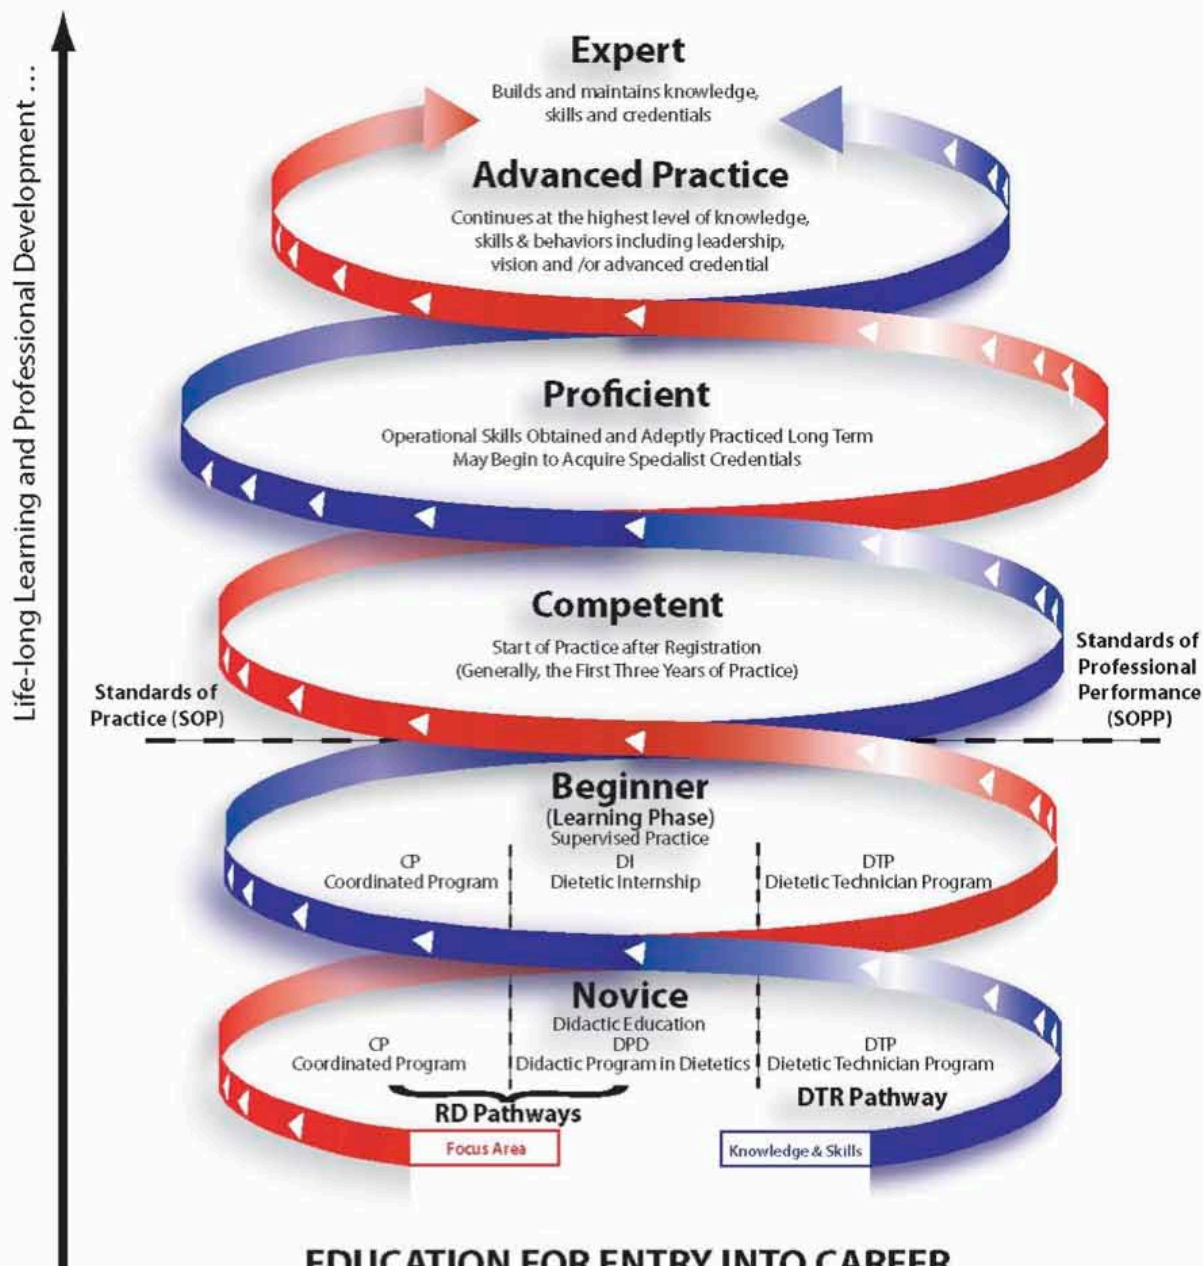 Life-long Learning and Professional Development ...
Expert
Builds and maintains knowledge,
skills and credentials
Advanced Practice
Continues at the highest level of knowledge,
skills & behaviors including leadership,
vision and /or advanced credential
Proficient
Operational Skills Obtained and Adeptly Practiced Long Term
May Begin to Acquire Specialist Credentials
Competent
Start of Practice after Registration
(Generally, the First Three Years of Practice)
Standards of
Practice (SOP)
Standards of
Professional
Performance
(SOPP)
Beginner
(Learning Phase)
Supervised Practice
CP
Coordinated Program
DI
Dietetic Internship
DTP
Dietetic Technician Program
Novice
Didactic Education
CP
Coordinated Program
DPD
Didactic Program in Dietetics
DTP
Dietetic Technician Program
RD Pathways
DTR Pathway
Focus Area
Knowledge & Skills
EDUCATION FOR ENTRY INTO CAREER